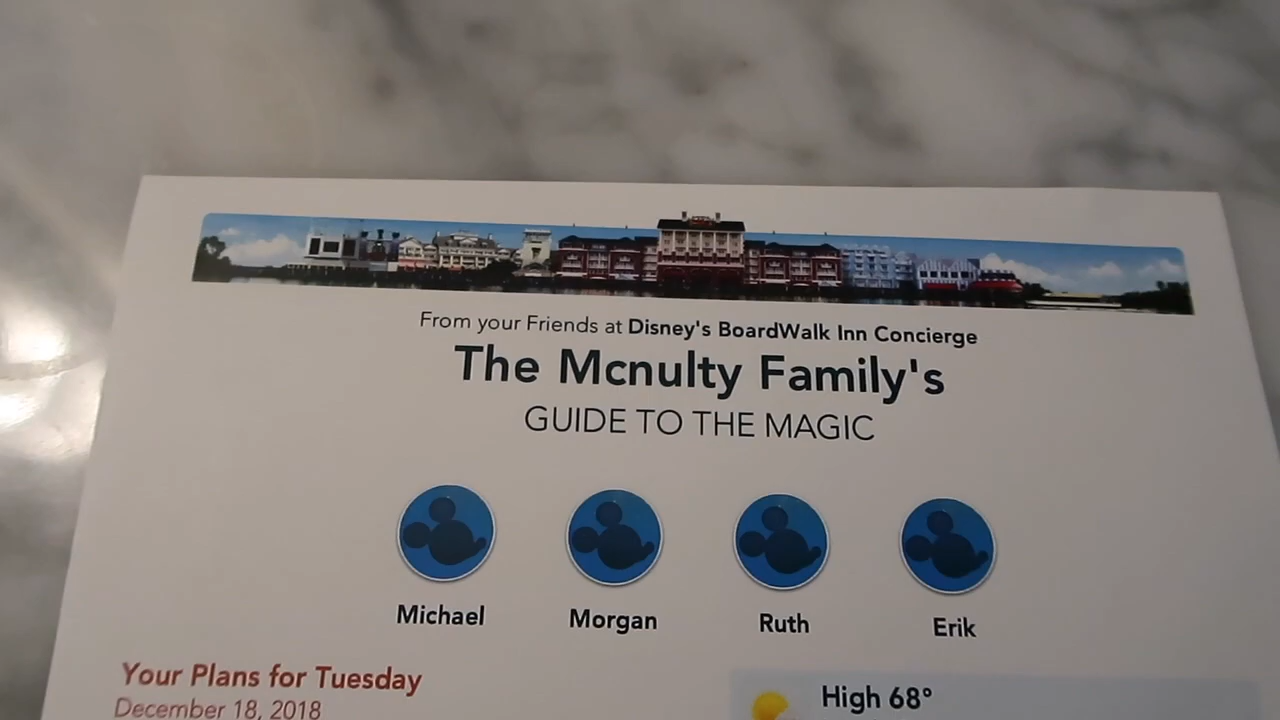 From your Friends at Disney's BoardWalk Inn Concierge
The Mcnulty Family's
GUIDE TO THE MAGIC
Michael Morgan Ruth Erik
Your Plans for Tuesday
December 18, 2018
High 68°